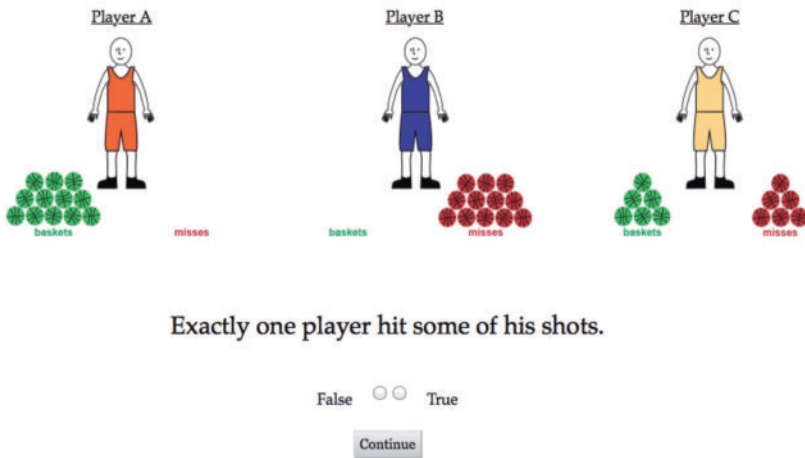 Player A Player B Player C
baskets misses baskets misses baskets misses
Exactly one player hit some of his shots.
False True
Continue